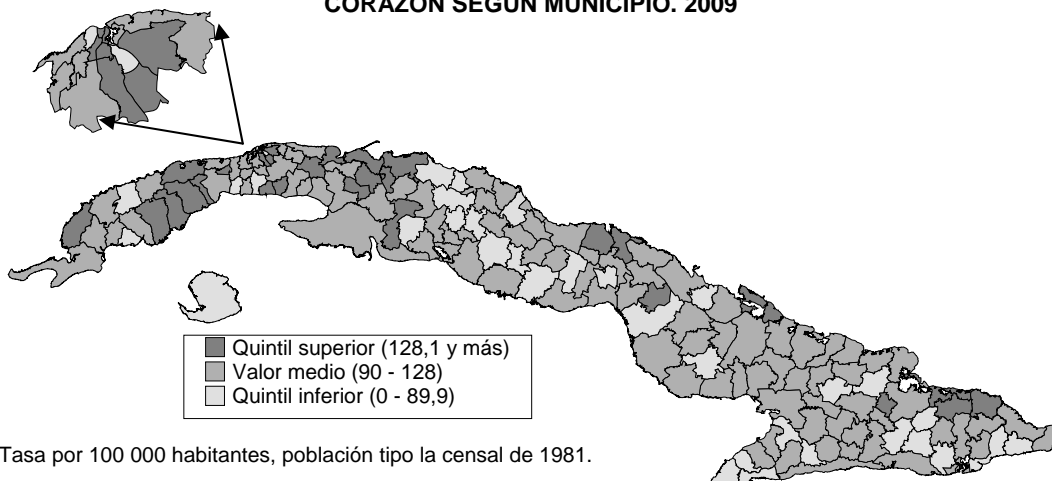 CORAZÓN SEGÚN MUNICIPIO. 2009
Quintil superior (128,1 y más)
Valor medio (90 - 128)
Quintil inferior (0 - 89,9)
Tasa por 100 000 habitantes, población tipo la censal de 1981.